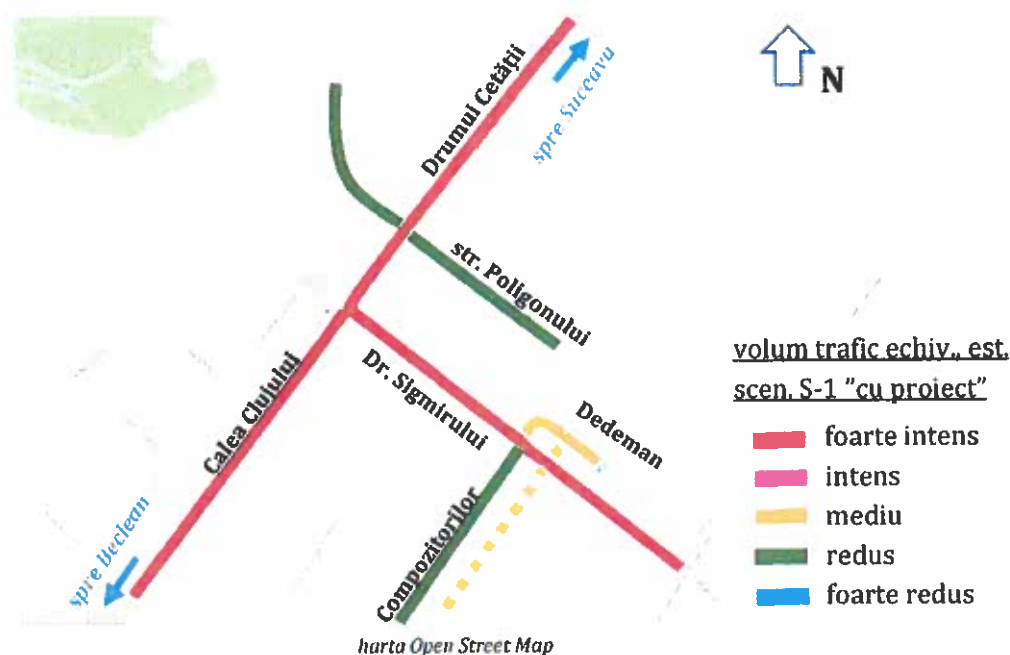 Drumul Cetății
spre Suceava
N
str. Poligonului
Calea Clujului
Dr. Sigmirului
Dedeman
Compozitorilor
spre Beclean
harta Open Street Map
volum trafic echiv., est.
scen. S-1 "cu proiect"
foarte intens
intens
mediu
redus
foarte redus